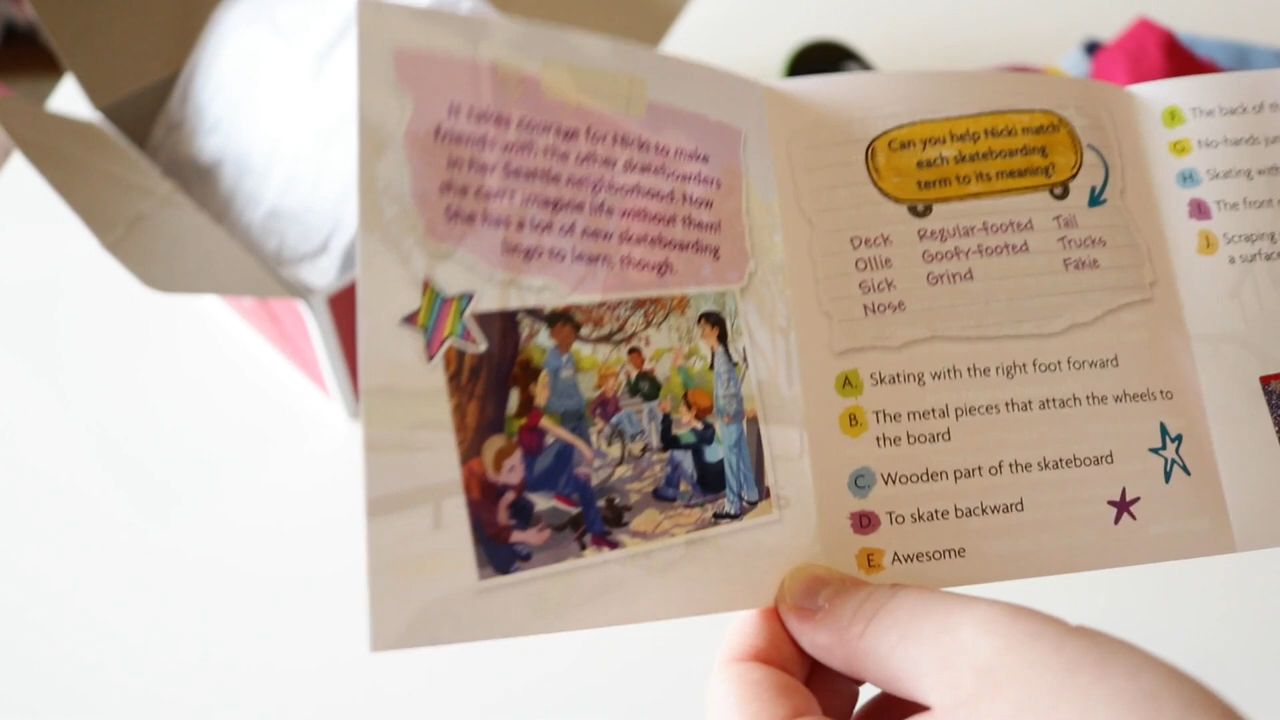 It takes courage for Nicki to make
friends with the other skateboarders
in her Seattle neighborhood. Now
she can't imagine life without them!
She has a lot of new skateboarding
lingo to learn, though.
Can you help Nicki match
each skateboarding
term to its meaning?
Deck Regular-footed Tail
Ollie Goofy-footed Trucks
Sick Grind Fakie
Nose
A. Skating with the right foot forward
B. The metal pieces that attach the wheels to
the board
C. Wooden part of the skateboard
D. To skate backward
E. Awesome
F. The back of
G. No-hands
H. Skating with
I. The front
J. Scraping
a surface